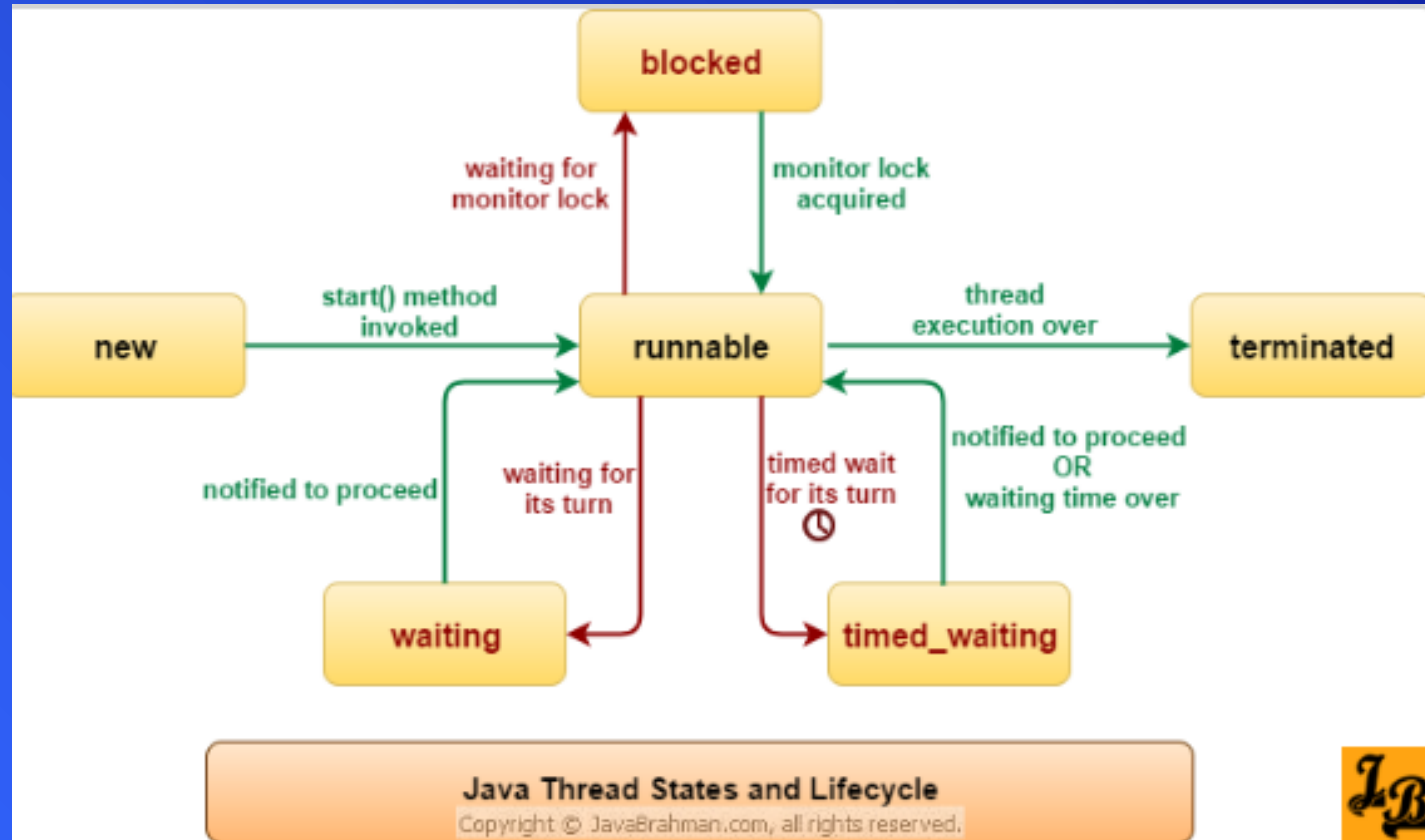 blocked
waiting for
monitor lock
monitor lock
acquired
start() method
invoked
thread
execution over
new
runnable
terminated
notified to proceed
waiting for
its turn
timed wait
for its turn
notified to proceed
OR
waiting time over
waiting
timed_waiting
Java Thread States and Lifecycle
Copyright © JavaBrahman.com, all rights reserved.
JB